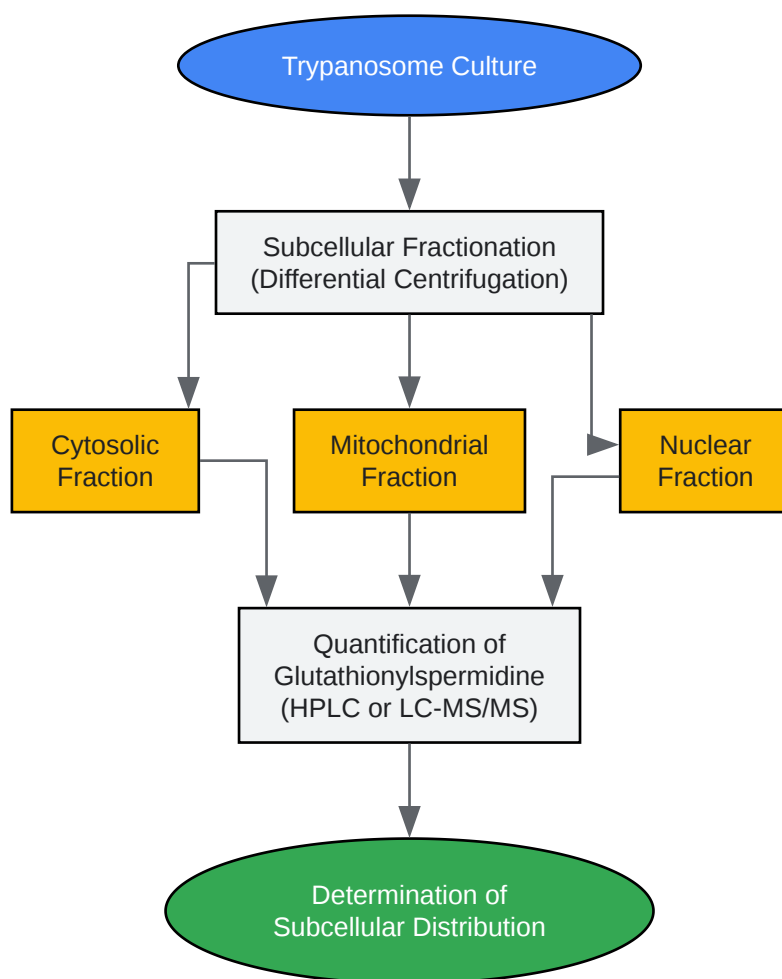 Trypanosome Culture
Subcellular Fractionation
(Differential Centrifugation)
Cytosolic
Fraction
Mitochondrial
Fraction
Nuclear
Fraction
Quantification of
Glutathionylspermidine
(HPLC or LC-MS/MS)
Determination of
Subcellular Distribution